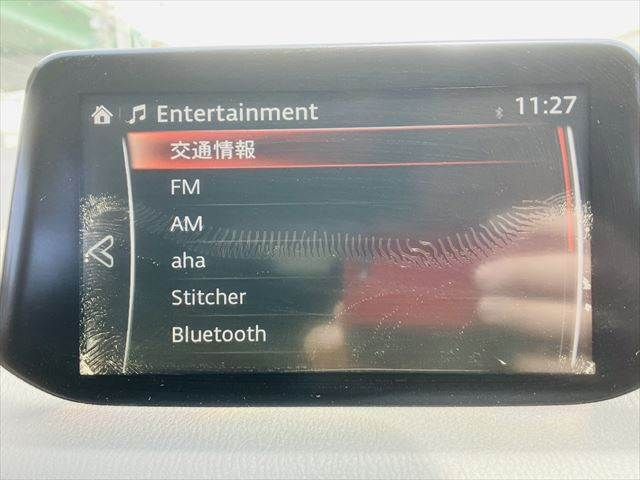 Entertainment 11:27
交通情報
FM
AM
aha
Stitcher
Bluetooth